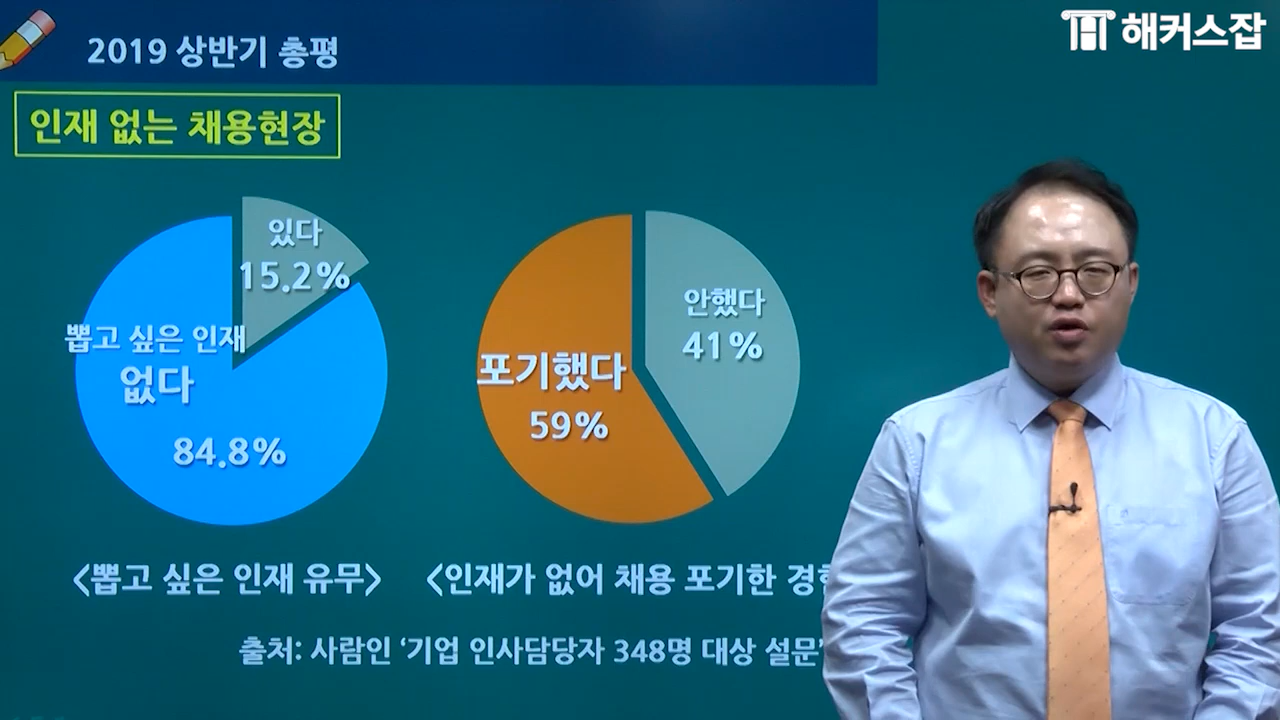 2019 상반기 총평
해커스잡
인재 없는 채용현장
있다
15.2%
뽑고 싶은 인재
없다
84.8%
안했다
41%
포기했다
59%
<뽑고 싶은 인재 유무>
<인재가 없어 채용 포기한
출처: 사람인 ‘기업 인사담당자 348명 대상 설문’